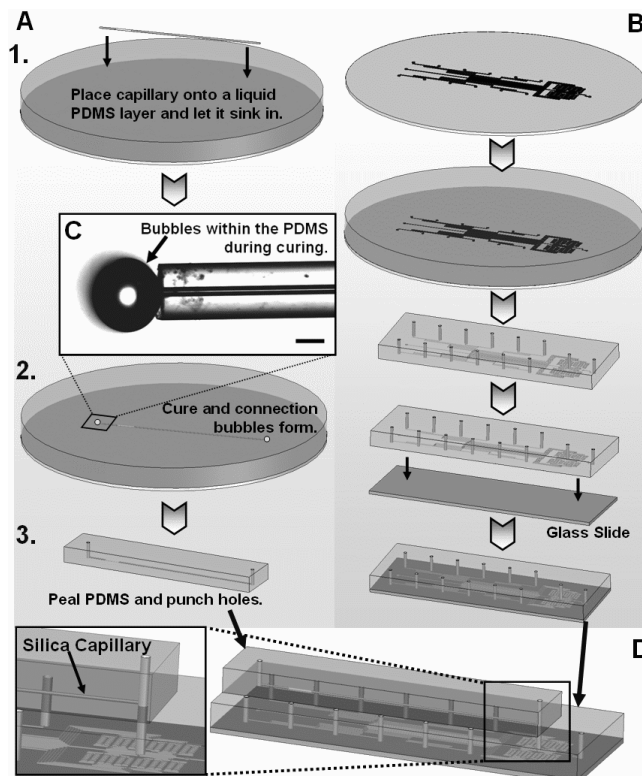 A
B
1.
Place capillary onto a liquid
PDMS layer and let it sink in.
C
Bubbles within the PDMS
during curing.
2.
Cure and connection
bubbles form.
3.
Glass Slide
Peal PDMS and punch holes.
D
Silica Capillary